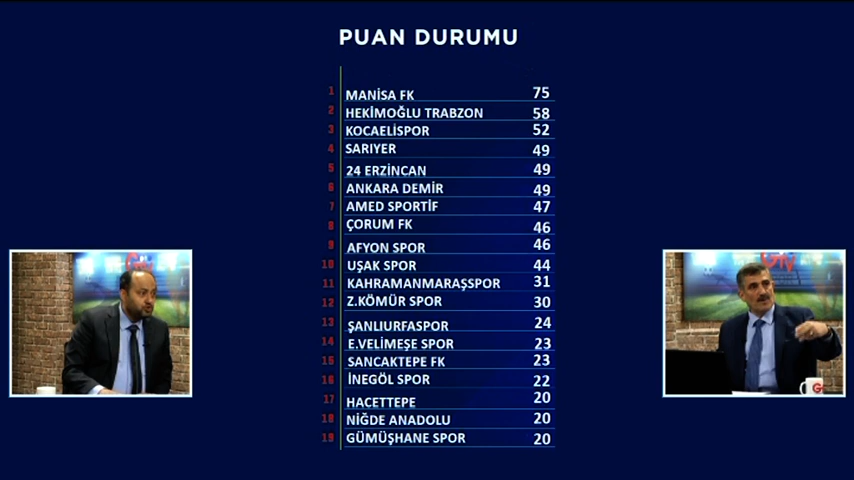 PUAN DURUMU
1 MANİSA FK 75
2 HEKİMOĞLU TRABZON 58
3 KOCAELİSPOR 52
4 SARIYER 49
5 24 ERZİNCAN 49
6 ANKARA DEMİR 49
7 AMED SPORTİF 47
8 ÇORUM FK 46
9 AFYON SPOR 46
10 UŞAK SPOR 44
11 KAHRAMANMARAŞSPOR 31
12 Z.KÖMÜR SPOR 30
13 ŞANLIURFASPOR 24
14 E.VELİMEŞE SPOR 23
15 SANCAKTEPE FK 23
16 İNEGÖL SPOR 22
17 HACETTEPE 20
18 NİĞDE ANADOLU 20
19 GÜMÜŞHANE SPOR 20